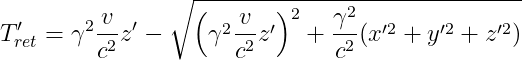 T'_{ret} = \gamma^2 \frac{v}{c^2} z' - \sqrt{\left( \gamma^2 \frac{v}{c^2} z' \right)^2 + \frac{\gamma^2}{c^2} (x'^2 + y'^2 + z'^2)}